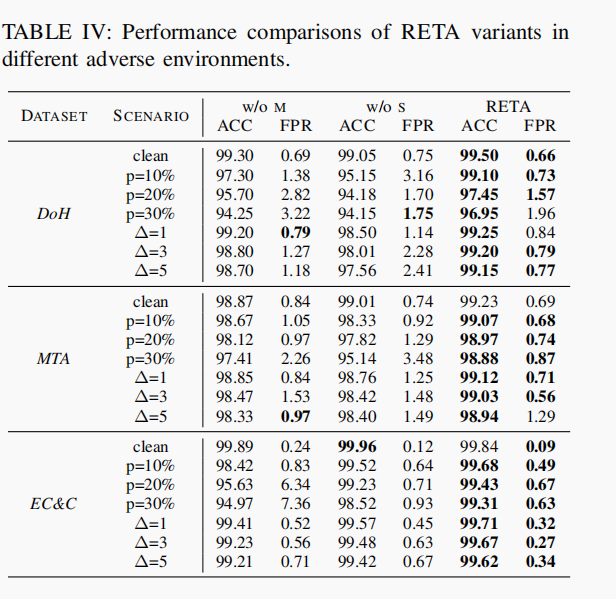 TABLE IV: Performance comparisons of RETA variants in
different adverse environments.
DATASET SCENARIO w/o M w/o S RETA
ACC FPR ACC FPR ACC FPR
clean 99.30 0.69 99.05 0.75 99.50 0.66
p=10% 97.30 1.38 95.15 3.16 99.10 0.73
p=20% 95.70 2.82 94.18 1.70 97.45 1.57
DoH p=30% 94.25 3.22 94.15 1.75 96.95 1.96
Δ=1 99.20 0.79 98.50 1.14 99.25 0.84
Δ=3 98.80 1.27 98.01 2.28 99.20 0.79
Δ=5 98.70 1.18 97.56 2.41 99.15 0.77
clean 98.87 0.84 99.01 0.74 99.23 0.69
p=10% 98.67 1.05 98.33 0.92 99.07 0.68
p=20% 98.12 0.97 97.82 1.29 98.97 0.74
MTA p=30% 97.41 2.26 95.14 3.48 98.88 0.87
Δ=1 98.85 0.84 98.76 1.25 99.12 0.71
Δ=3 98.47 1.53 98.42 1.48 99.03 0.56
Δ=5 98.33 0.97 98.40 1.49 98.94 1.29
clean 99.89 0.24 99.96 0.12 99.84 0.09
p=10% 98.42 0.83 99.52 0.64 99.68 0.49
p=20% 95.63 6.34 99.23 0.71 99.43 0.67
EC&C p=30% 94.97 7.36 98.52 0.93 99.31 0.63
Δ=1 99.41 0.52 99.57 0.45 99.71 0.32
Δ=3 99.23 0.56 99.48 0.63 99.67 0.27
Δ=5 99.21 0.71 99.42 0.67 99.62 0.34